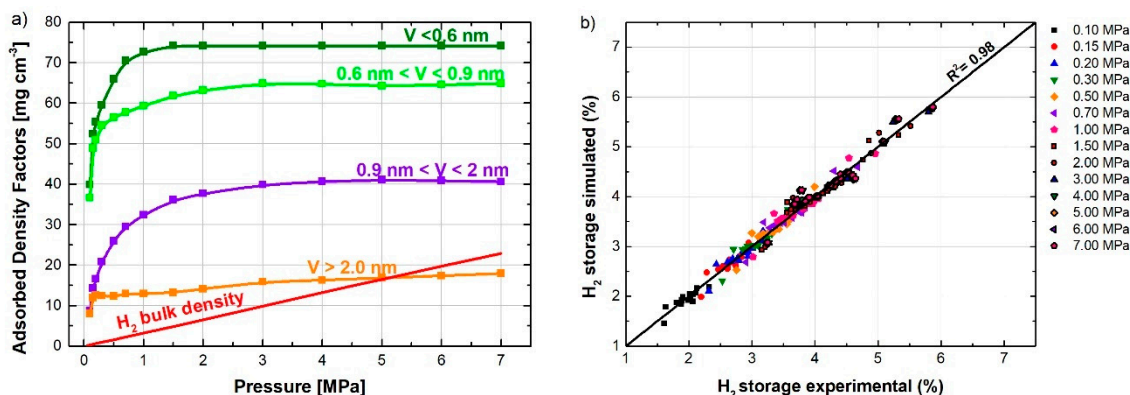 a)
Adsorbed Density Factors [mg cm⁻³]
80
70
60
50
40
30
20
10
0
V <0.6 nm
0.6 nm < V < 0.9 nm
0.9 nm < V < 2 nm
V > 2.0 nm
H₂ bulk density
0 1 2 3 4 5 6 7
Pressure [MPa]
b)
H₂ storage simulated (%)
7
6
5
4
3
2
1
R²= 0.98
1 2 3 4 5 6 7
H₂ storage experimental (%)
0.10 MPa
0.15 MPa
0.20 MPa
0.30 MPa
0.50 MPa
0.70 MPa
1.00 MPa
1.50 MPa
2.00 MPa
3.00 MPa
4.00 MPa
5.00 MPa
6.00 MPa
7.00 MPa